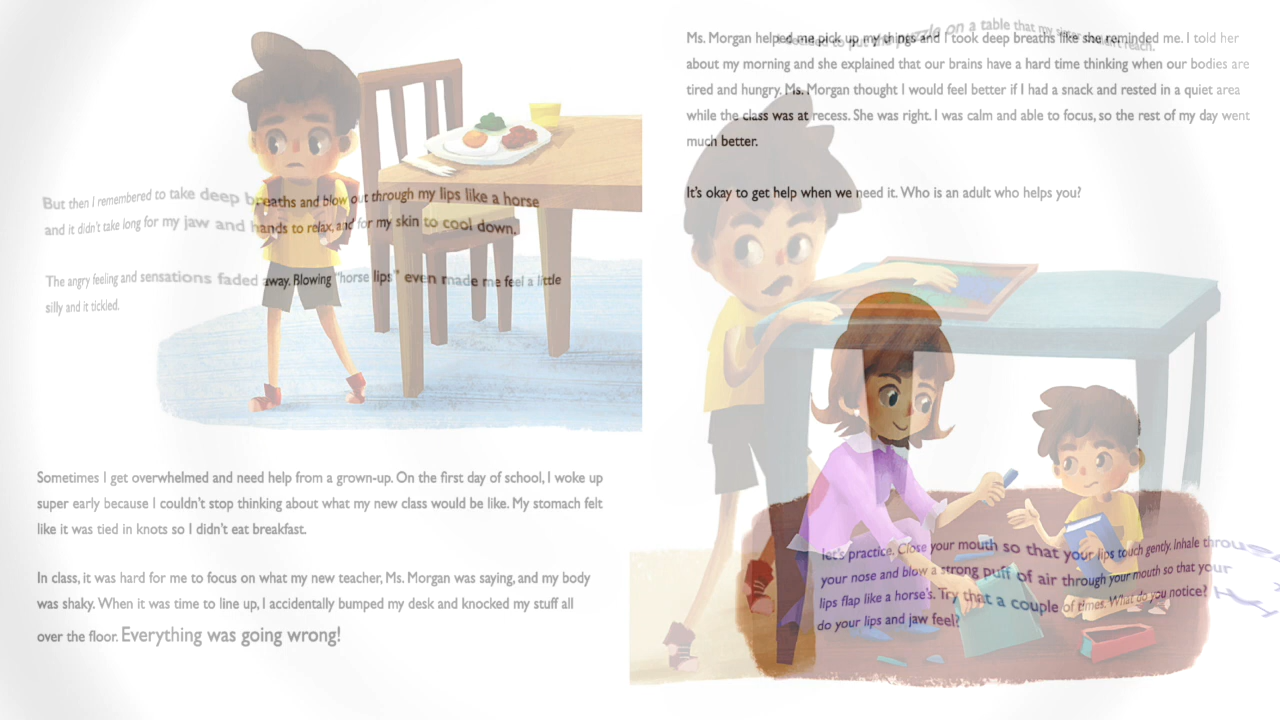 But then I remembered to take deep breaths and blow out through my lips like a horse
and it didn't take long for my jaw and hands to relax, and for my skin to cool down.
The angry feeling and sensations faded away. Blowing "horse lips" even made me feel a little
silly and it tickled.
Sometimes I get overwhelmed and need help from a grown-up. On the first day of school, I woke up
super early because I couldn't stop thinking about what my new class would be like. My stomach felt
like it was tied in knots so I didn't eat breakfast.
In class, it was hard for me to focus on what my new teacher, Ms. Morgan was saying, and my body
was shaky. When it was time to line up, I accidentally bumped my desk and knocked my stuff all
over the floor. Everything was going wrong!
puzzle on a table that my
reach.
Ms. Morgan helped me pick up my things and I took deep breaths like she reminded me. I told her
about my morning and she explained that our brains have a hard time thinking when our bodies are
tired and hungry. Ms. Morgan thought I would feel better if I had a snack and rested in a quiet area
while the class was at recess. She was right. I was calm and able to focus, so the rest of my day went
much better.
It's okay to get help when we need it. Who is an adult who helps you?
let's practice. Close your mouth so that your lips touch gently. Inhale through
your nose and blow a strong puff of air through your mouth so that your
lips flap like a horse's. Try that a couple of times. What do you notice?
do your lips and jaw feel?